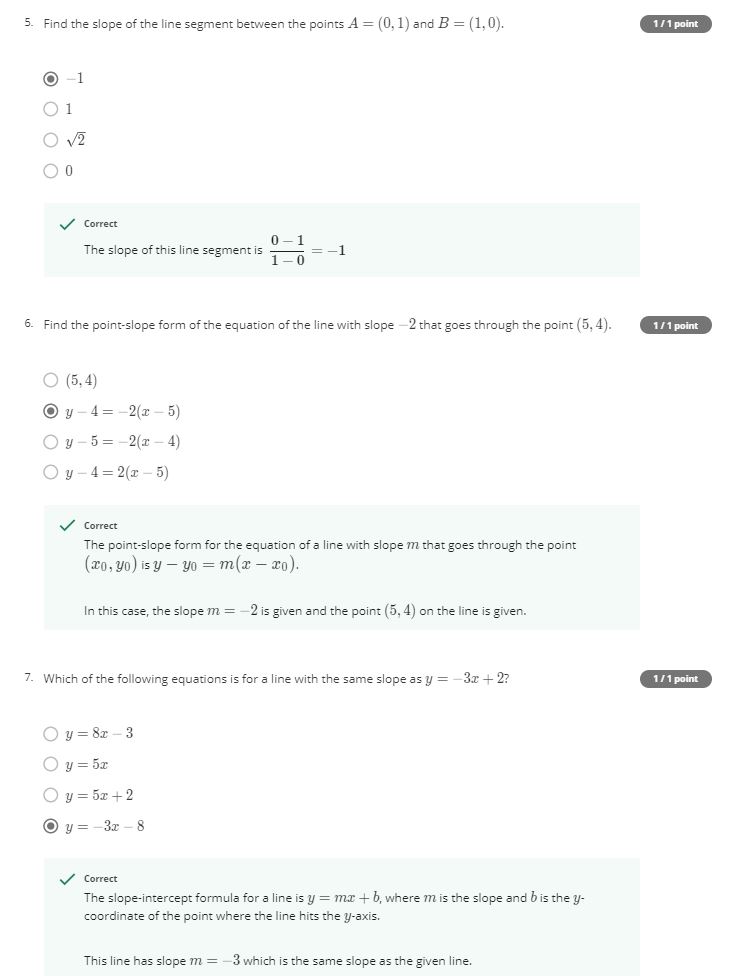 5. Find the slope of the line segment between the points A = (0, 1) and B = (1, 0).
1 / 1 point
−1
1
√2
0
Correct
The slope of this line segment is (0 − 1)/(1 − 0) = −1
6. Find the point-slope form of the equation of the line with slope −2 that goes through the point (5, 4).
1 / 1 point
(5, 4)
y − 4 = −2(x − 5)
y − 5 = −2(x − 4)
y − 4 = 2(x − 5)
Correct
The point-slope form for the equation of a line with slope m that goes through the point
(x₀, y₀) is y − y₀ = m(x − x₀).
In this case, the slope m = −2 is given and the point (5, 4) on the line is given.
7. Which of the following equations is for a line with the same slope as y = −3x + 2?
1 / 1 point
y = 8x − 3
y = 5x
y = 5x + 2
y = −3x − 8
Correct
The slope-intercept formula for a line is y = mx + b, where m is the slope and b is the y-
coordinate of the point where the line hits the y-axis.
This line has slope m = −3 which is the same slope as the given line.